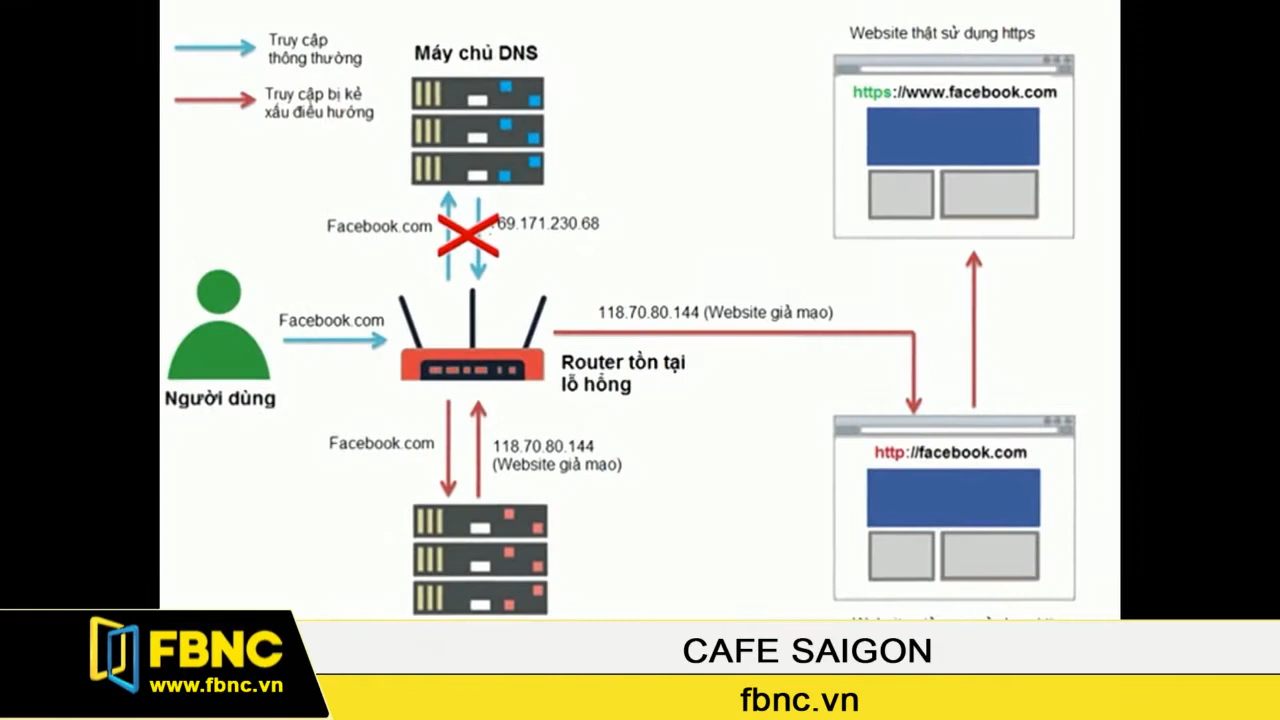 Truy cập
thông thường
Truy cập bị kẻ
xấu điều hướng
Máy chủ DNS
Website thật sử dụng https
https://www.facebook.com
Facebook.com
69.171.230.68
Facebook.com
118.70.80.144 (Website giả mạo)
Router tồn tại
lỗ hổng
Người dùng
Facebook.com
118.70.80.144
(Website giả mạo)
http://facebook.com
FBNC
www.fbnc.vn
CAFE SAIGON
fbnc.vn